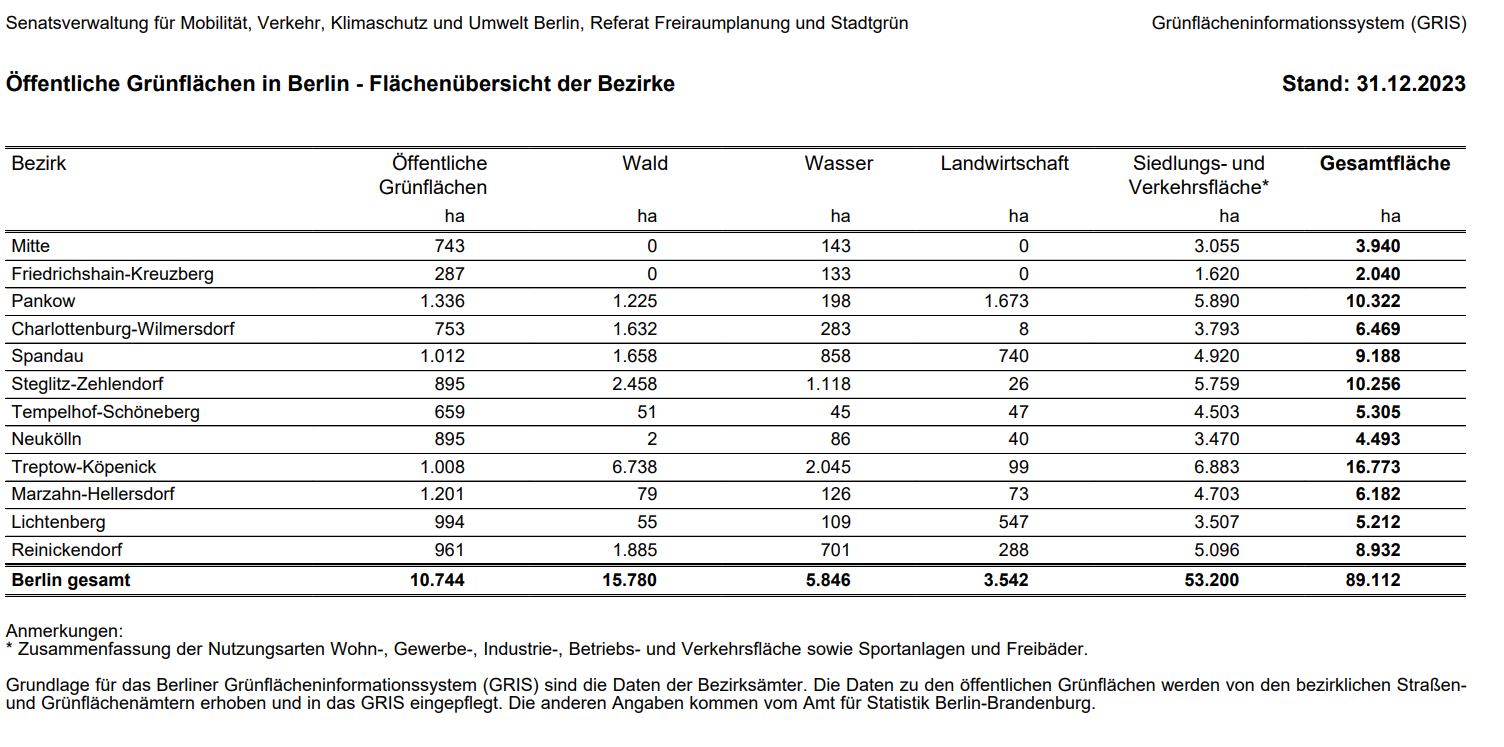 Senatsverwaltung für Mobilität, Verkehr, Klimaschutz und Umwelt Berlin, Referat Freiraumplanung und Stadtgrün Grünflächeninformationssystem (GRIS)
Öffentliche Grünflächen in Berlin - Flächenübersicht der Bezirke Stand: 31.12.2023
Bezirk Öffentliche Wald Wasser Landwirtschaft Siedlungs- und Gesamtfläche
Grünflächen Verkehrsfläche*
ha ha ha ha ha ha
Mitte 743 0 143 0 3.055 3.940
Friedrichshain-Kreuzberg 287 0 133 0 1.620 2.040
Pankow 1.336 1.225 198 1.673 5.890 10.322
Charlottenburg-Wilmersdorf 753 1.632 283 8 3.793 6.469
Spandau 1.012 1.658 858 740 4.920 9.188
Steglitz-Zehlendorf 895 2.458 1.118 26 5.759 10.256
Tempelhof-Schöneberg 659 51 45 47 4.503 5.305
Neukölln 895 2 86 40 3.470 4.493
Treptow-Köpenick 1.008 6.738 2.045 99 6.883 16.773
Marzahn-Hellersdorf 1.201 79 126 73 4.703 6.182
Lichtenberg 994 55 109 547 3.507 5.212
Reinickendorf 961 1.885 701 288 5.096 8.932
Berlin gesamt 10.744 15.780 5.846 3.542 53.200 89.112
Anmerkungen:
* Zusammenfassung der Nutzungsarten Wohn-, Gewerbe-, Industrie-, Betriebs- und Verkehrsfläche sowie Sportanlagen und Freibäder.
Grundlage für das Berliner Grünflächeninformationssystem (GRIS) sind die Daten der Bezirksämter. Die Daten zu den öffentlichen Grünflächen werden von den bezirklichen Straßen-
und Grünflächenämtern erhoben und in das GRIS eingepflegt. Die anderen Angaben kommen vom Amt für Statistik Berlin-Brandenburg.